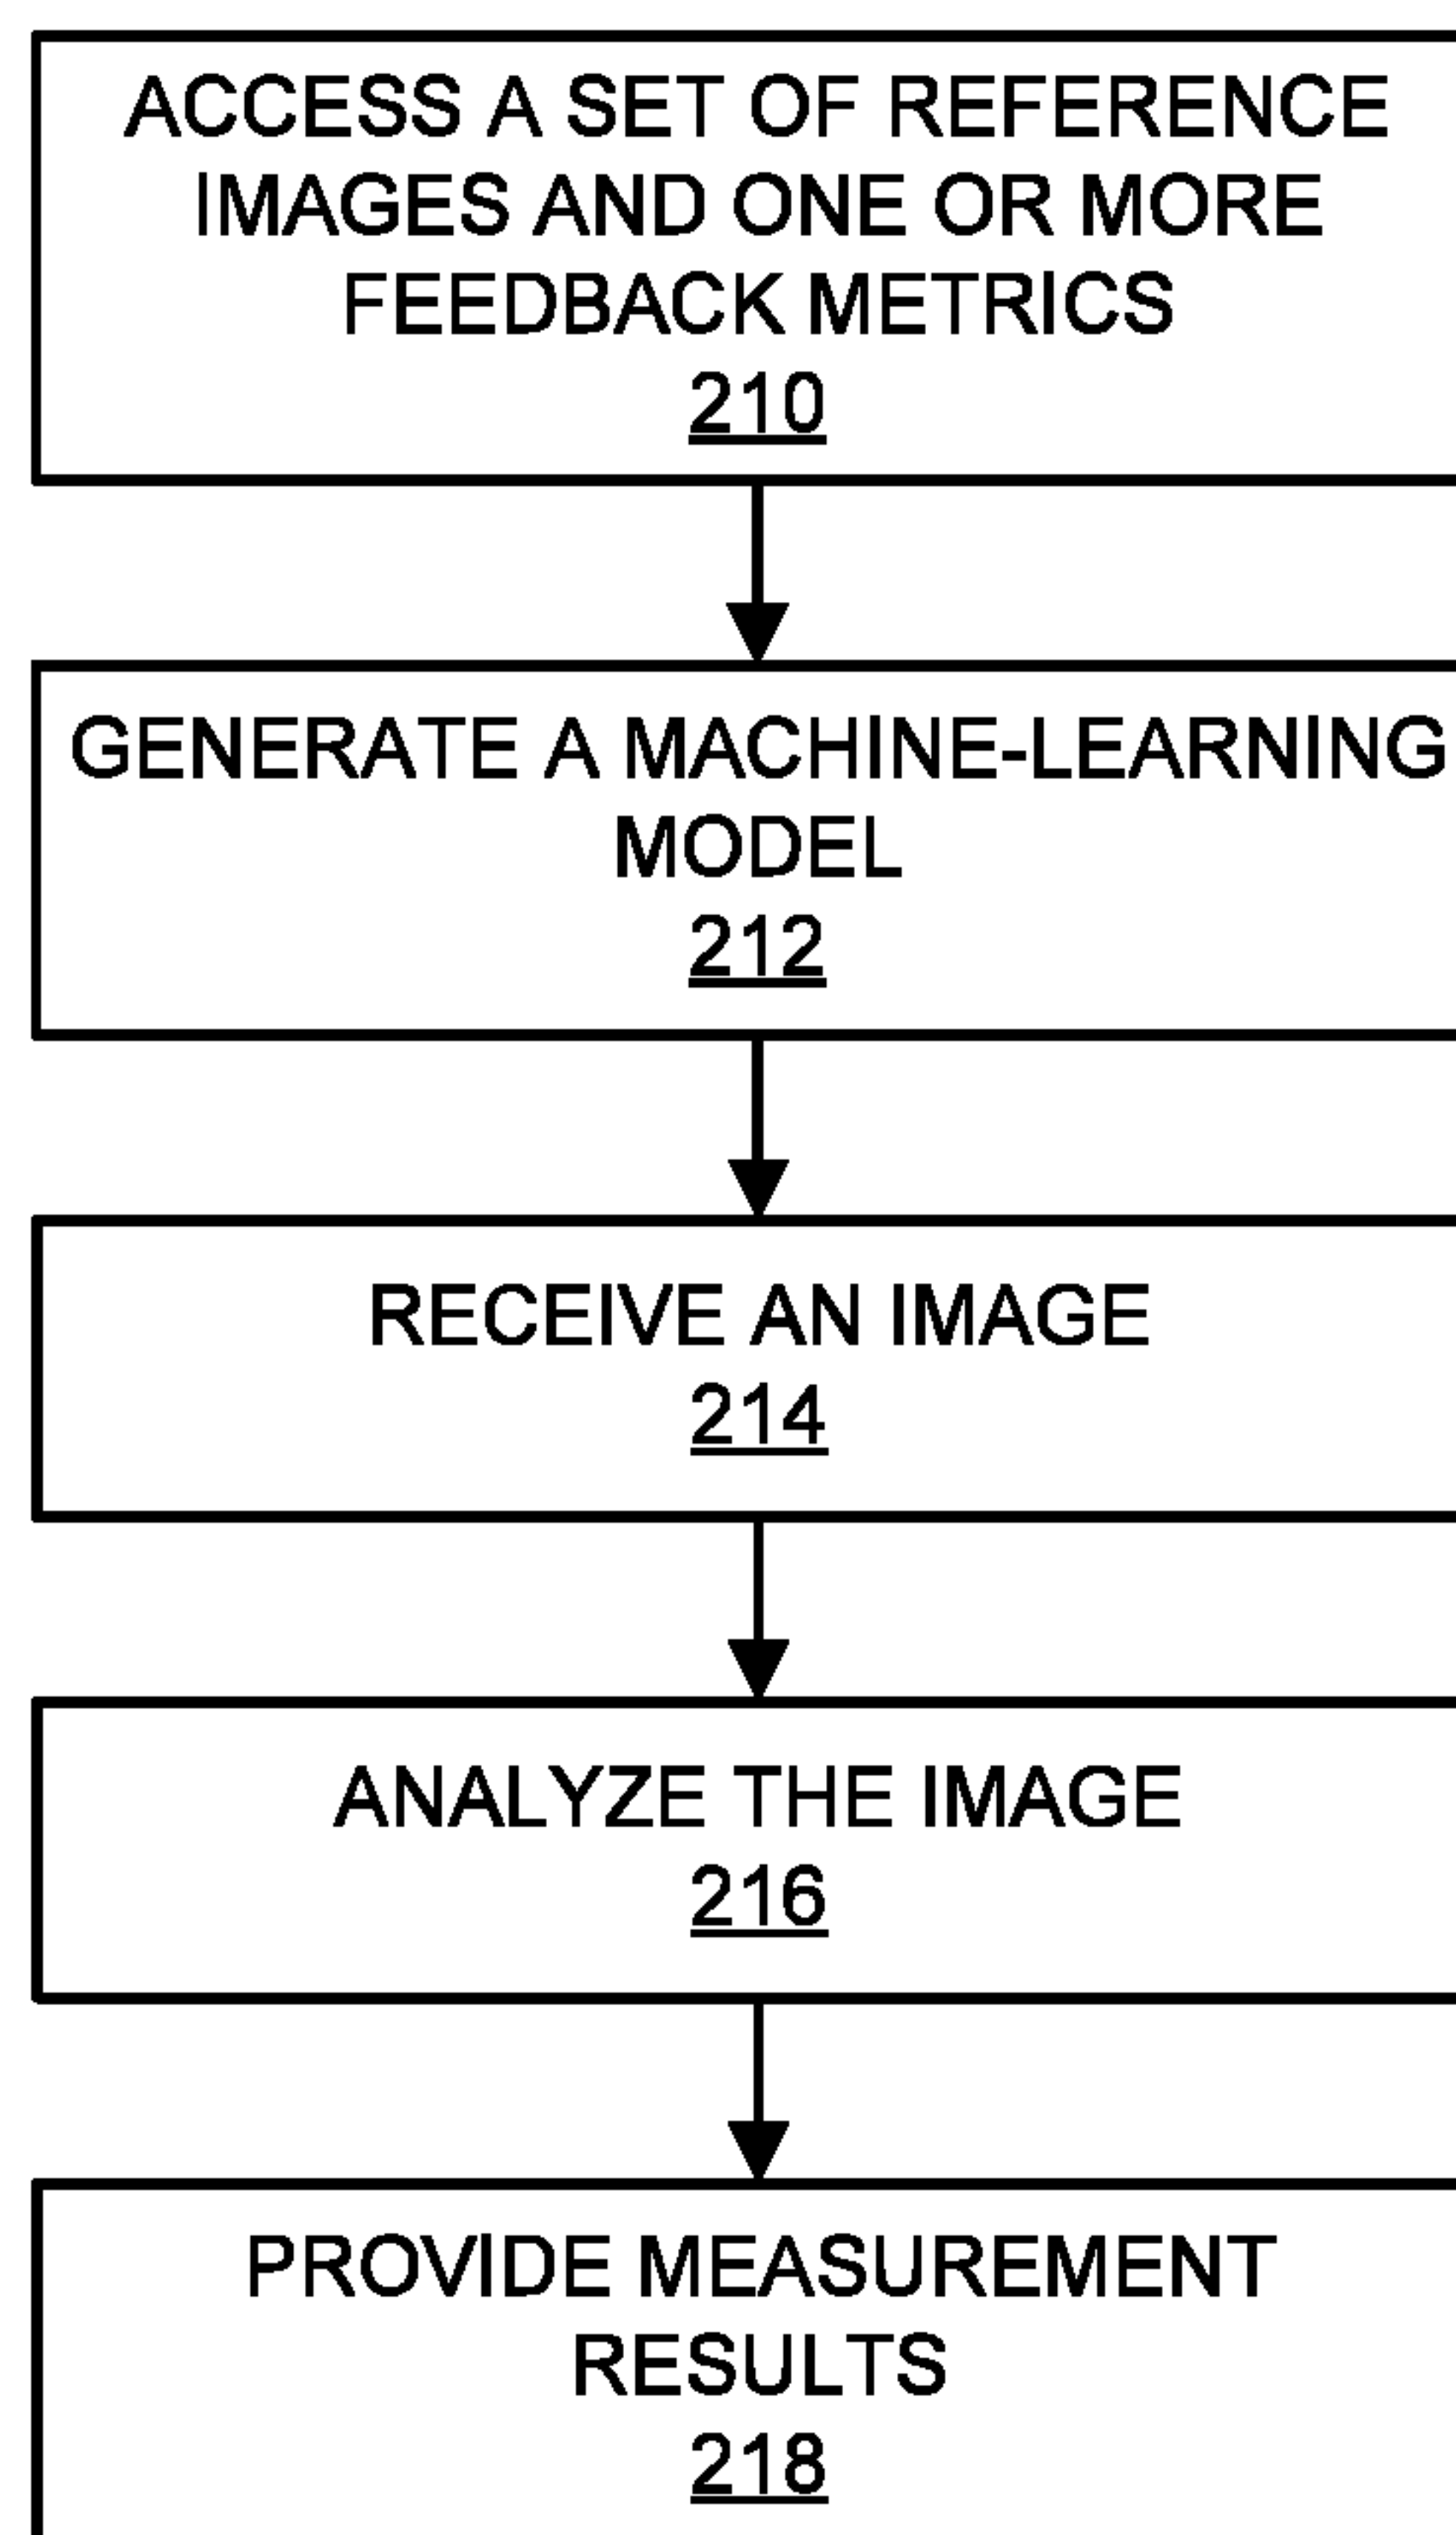 ACCESS A SET OF REFERENCE
IMAGES AND ONE OR MORE
FEEDBACK METRICS
210
GENERATE A MACHINE-LEARNING
MODEL
212
RECEIVE AN IMAGE
214
ANALYZE THE IMAGE
216
PROVIDE MEASUREMENT
RESULTS
218